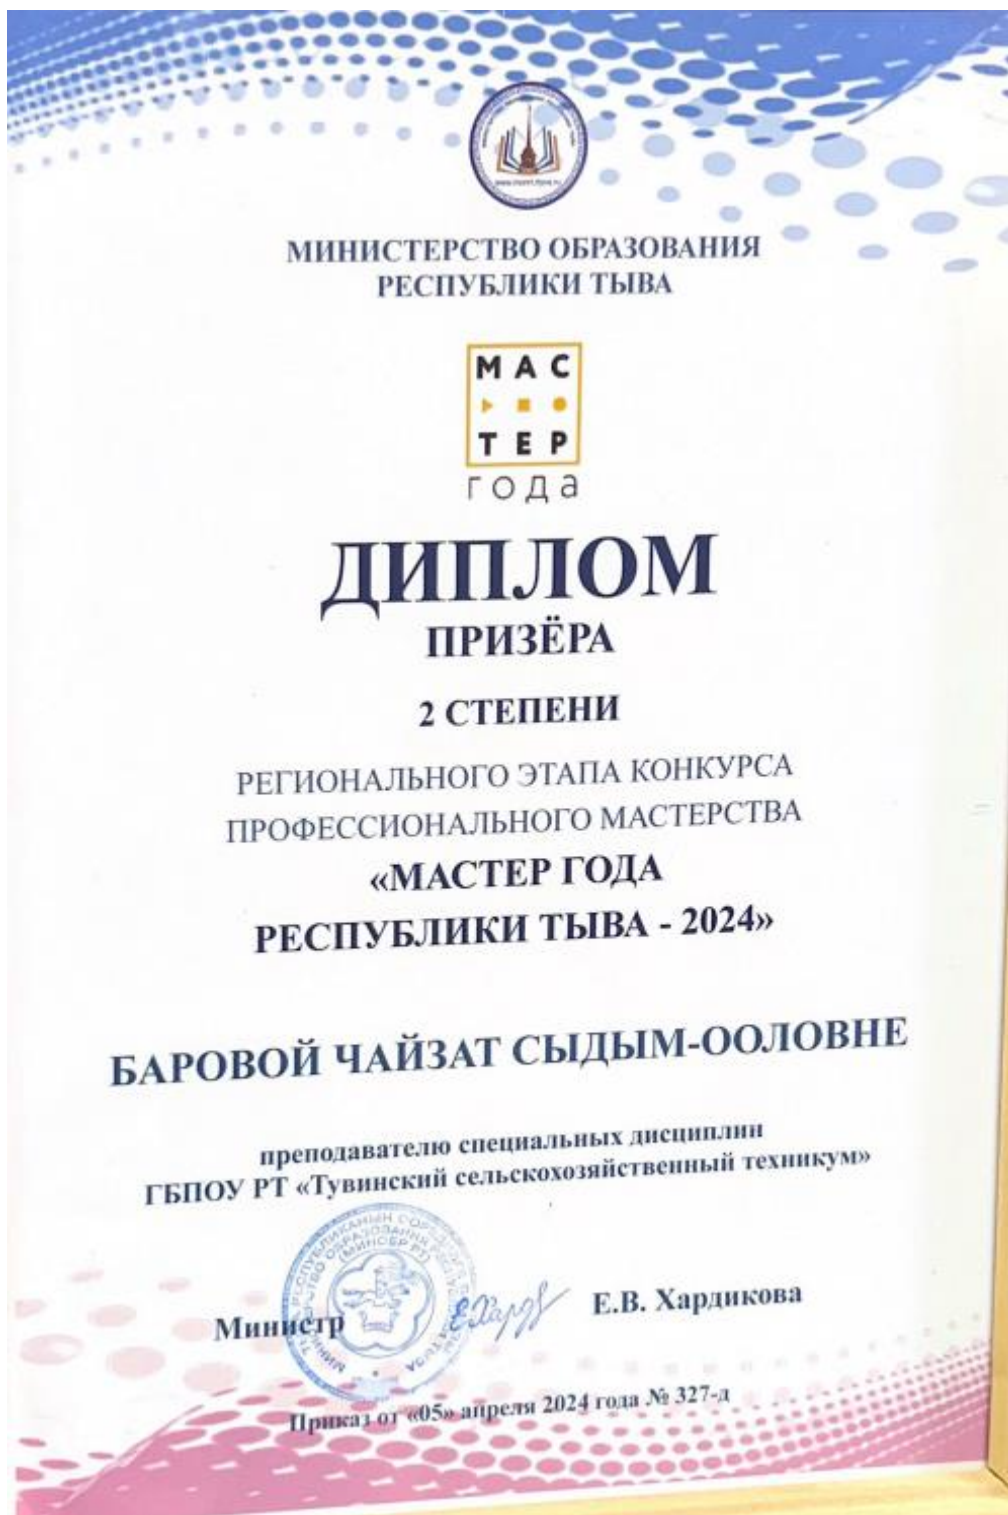 МИНИСТЕРСТВО ОБРАЗОВАНИЯ
РЕСПУБЛИКИ ТЫВА
МАС
ТЕР
года
ДИПЛОМ
ПРИЗЁРА
2 СТЕПЕНИ
РЕГИОНАЛЬНОГО ЭТАПА КОНКУРСА
ПРОФЕССИОНАЛЬНОГО МАСТЕРСТВА
«МАСТЕР ГОДА
РЕСПУБЛИКИ ТЫВА - 2024»
БАРОВОЙ ЧАЙЗАТ СЫДЫМ-ООЛОВНЕ
преподавателю специальных дисциплин
ГБПОУ РТ «Тувинский сельскохозяйственный техникум»
(МИНОБР РТ)
Министр
Е.В. Хардикова
Приказ от «05» апреля 2024 года № 327-д